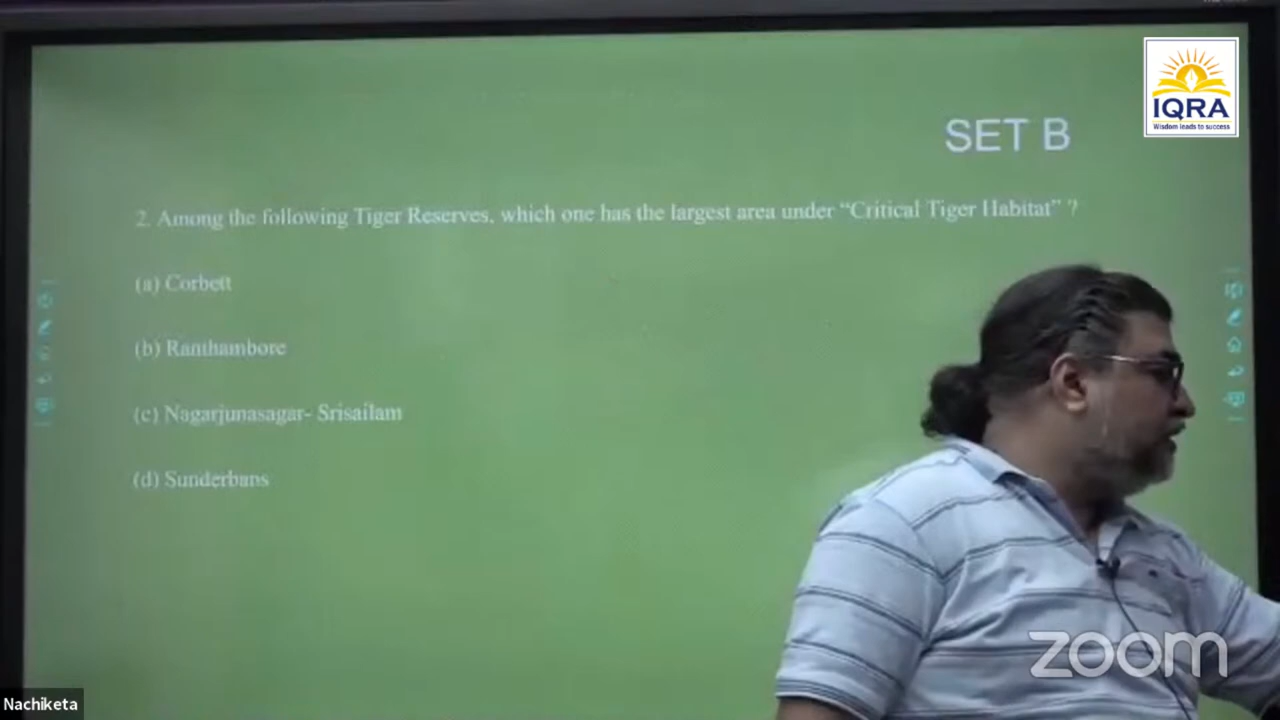 IQRA
Wisdom leads to success
SET B
2. Among the following Tiger Reserves, which one has the largest area under “Critical Tiger Habitat” ?
(a) Corbett
(b) Ranthambore
(c) Nagarjunasagar- Srisailam
(d) Sunderbans
zoom
Nachiketa